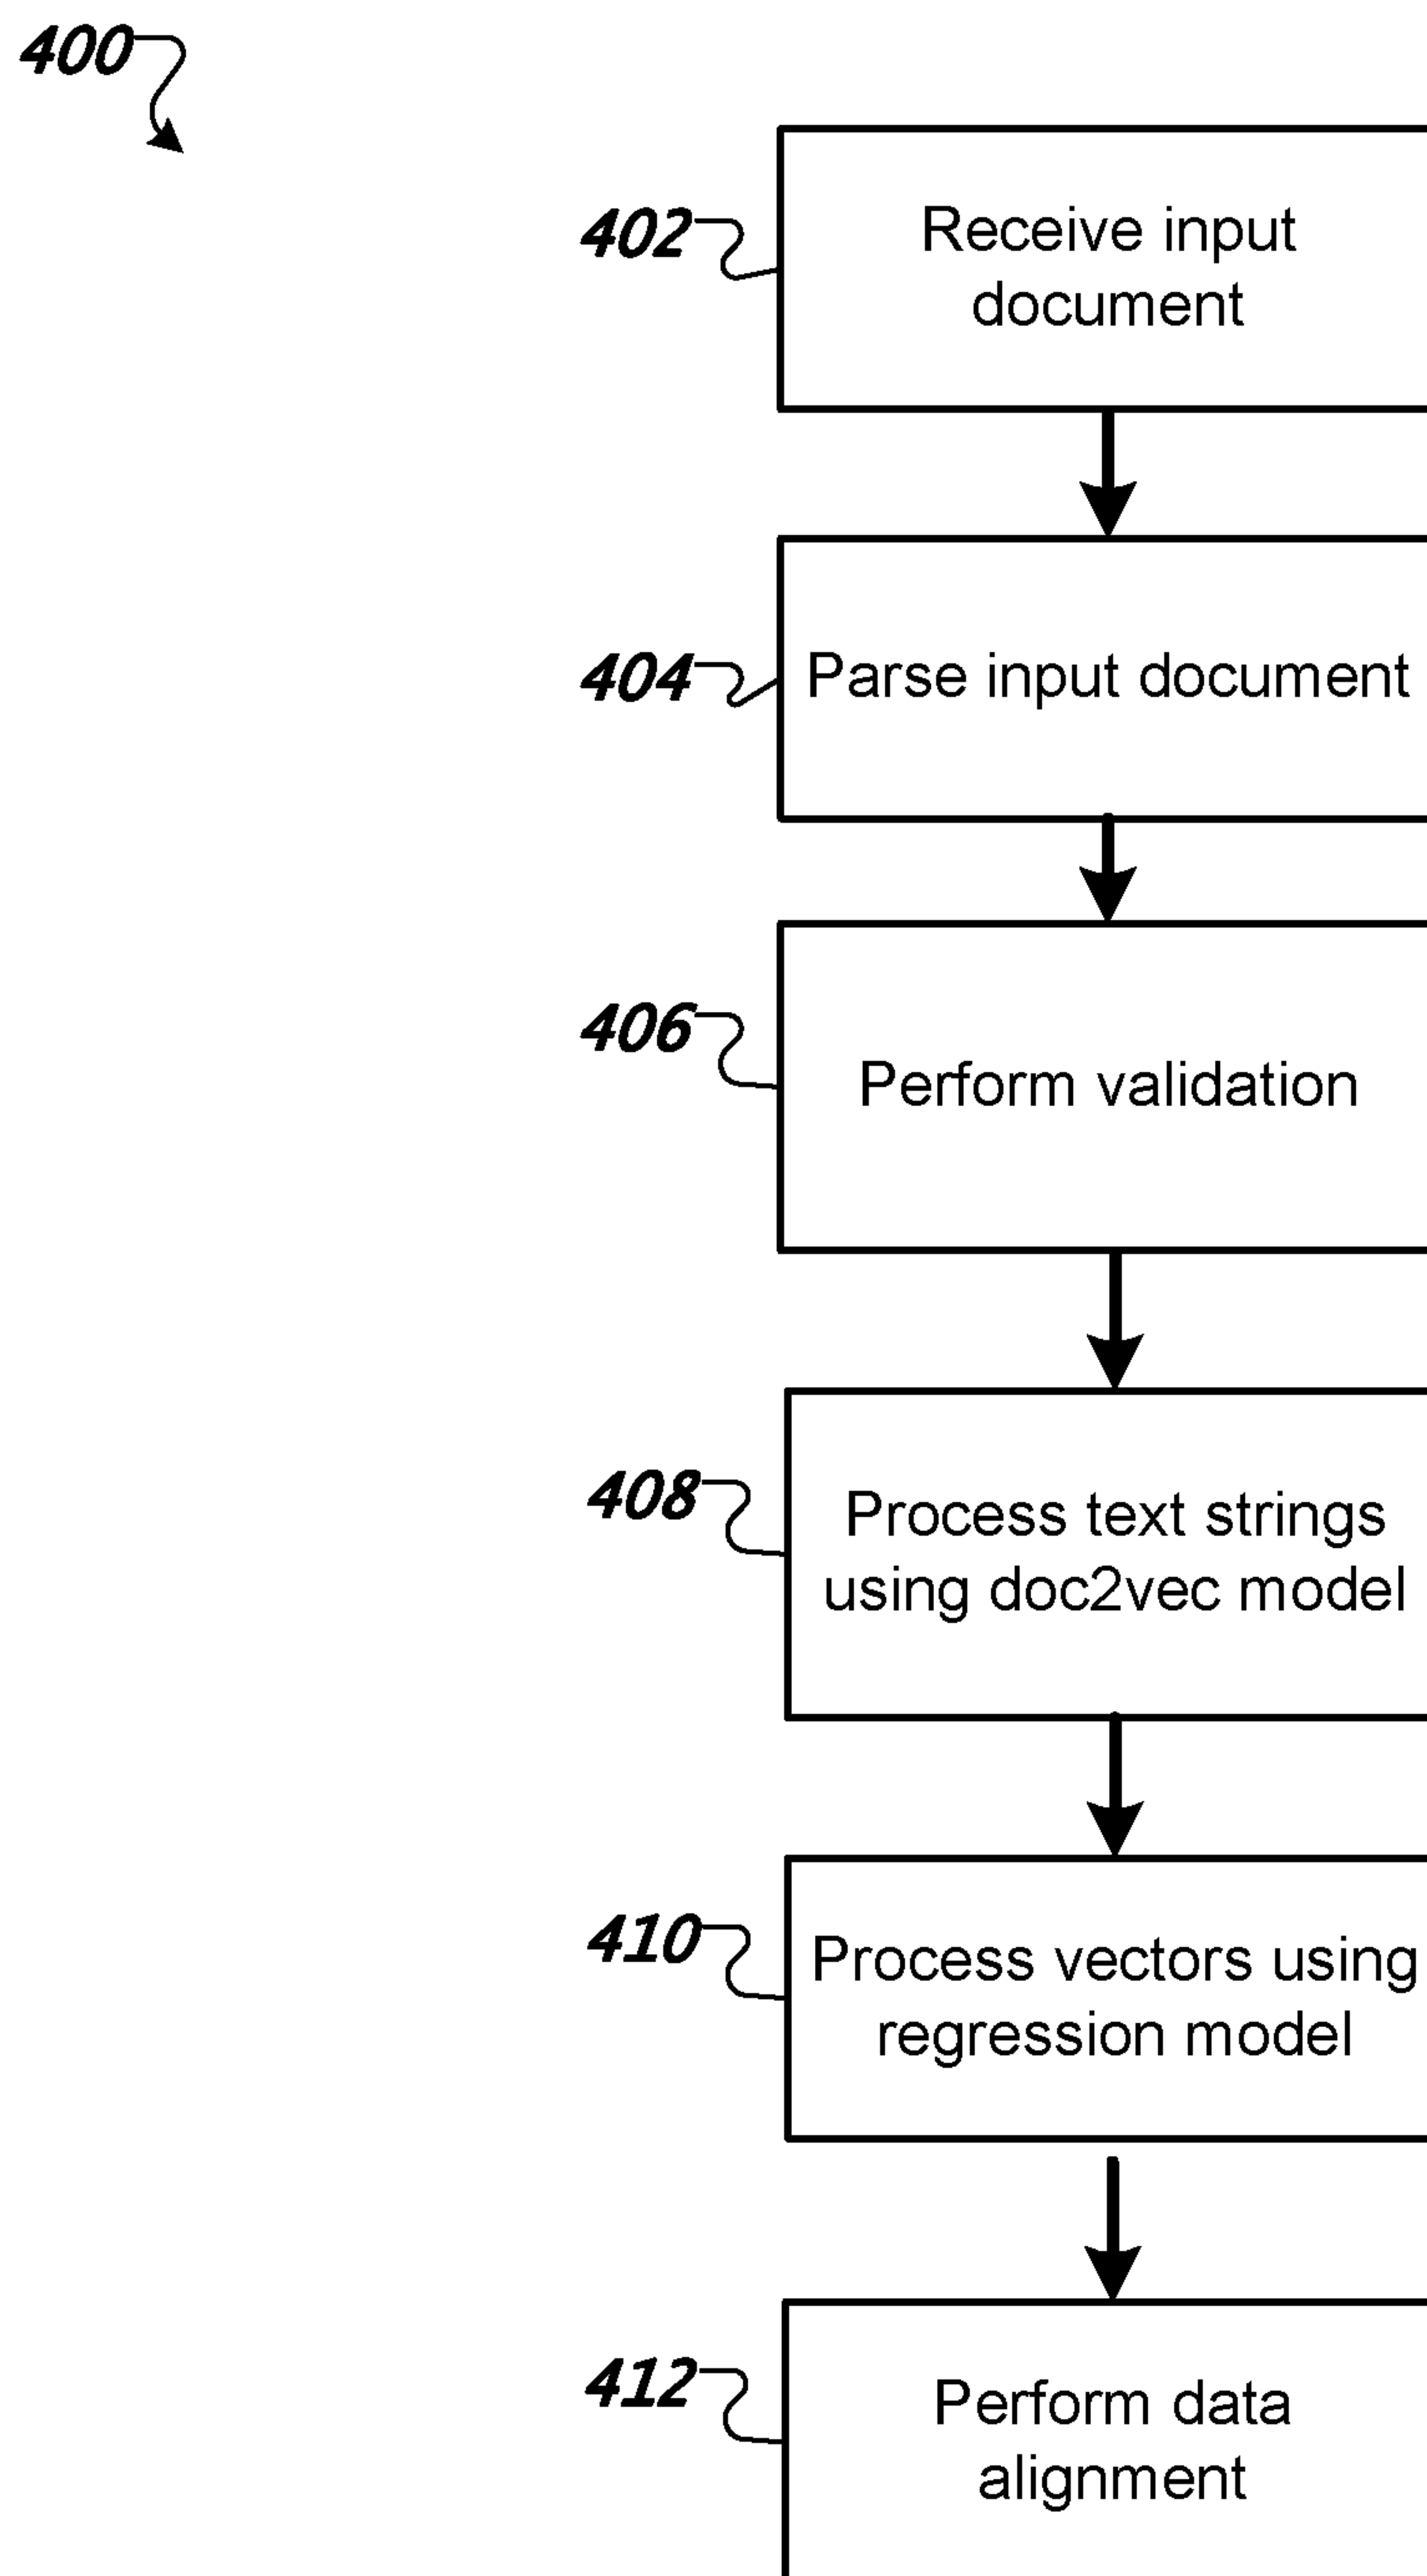 400
402
Receive input
document
404
Parse input document
406
Perform validation
408
Process text strings
using doc2vec model
410
Process vectors using
regression model
412
Perform data
alignment